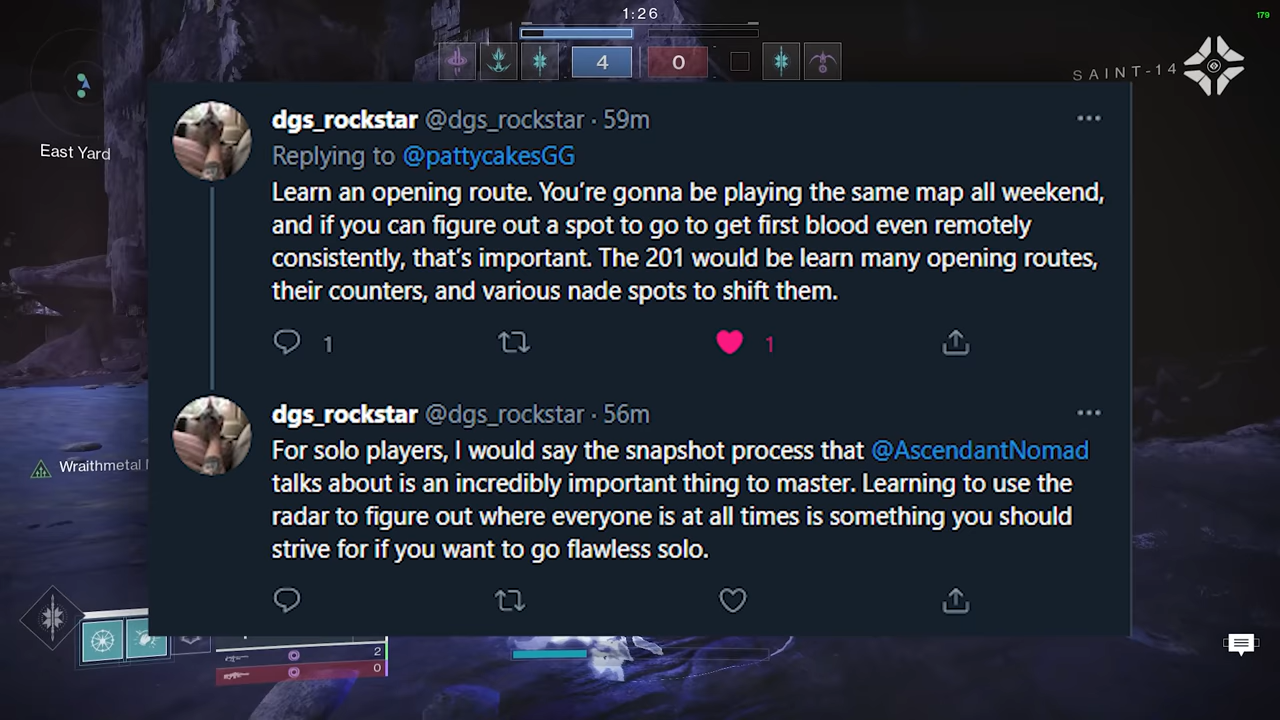 1:26
179
4
0
SAINT-14
East Yard
dgs_rockstar @dgs_rockstar · 59m
Replying to @pattycakesGG
Learn an opening route. You’re gonna be playing the same map all weekend,
and if you can figure out a spot to go to get first blood even remotely
consistently, that’s important. The 201 would be learn many opening routes,
their counters, and various nade spots to shift them.
1
1
dgs_rockstar @dgs_rockstar · 56m
For solo players, I would say the snapshot process that @AscendantNomad
talks about is an incredibly important thing to master. Learning to use the
radar to figure out where everyone is at all times is something you should
strive for if you want to go flawless solo.
Wraithmetal
2
0